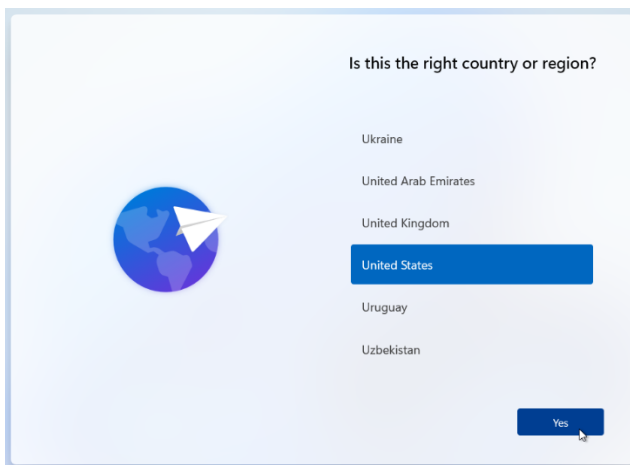 Is this the right country or region?
Ukraine
United Arab Emirates
United Kingdom
United States
Uruguay
Uzbekistan
Yes